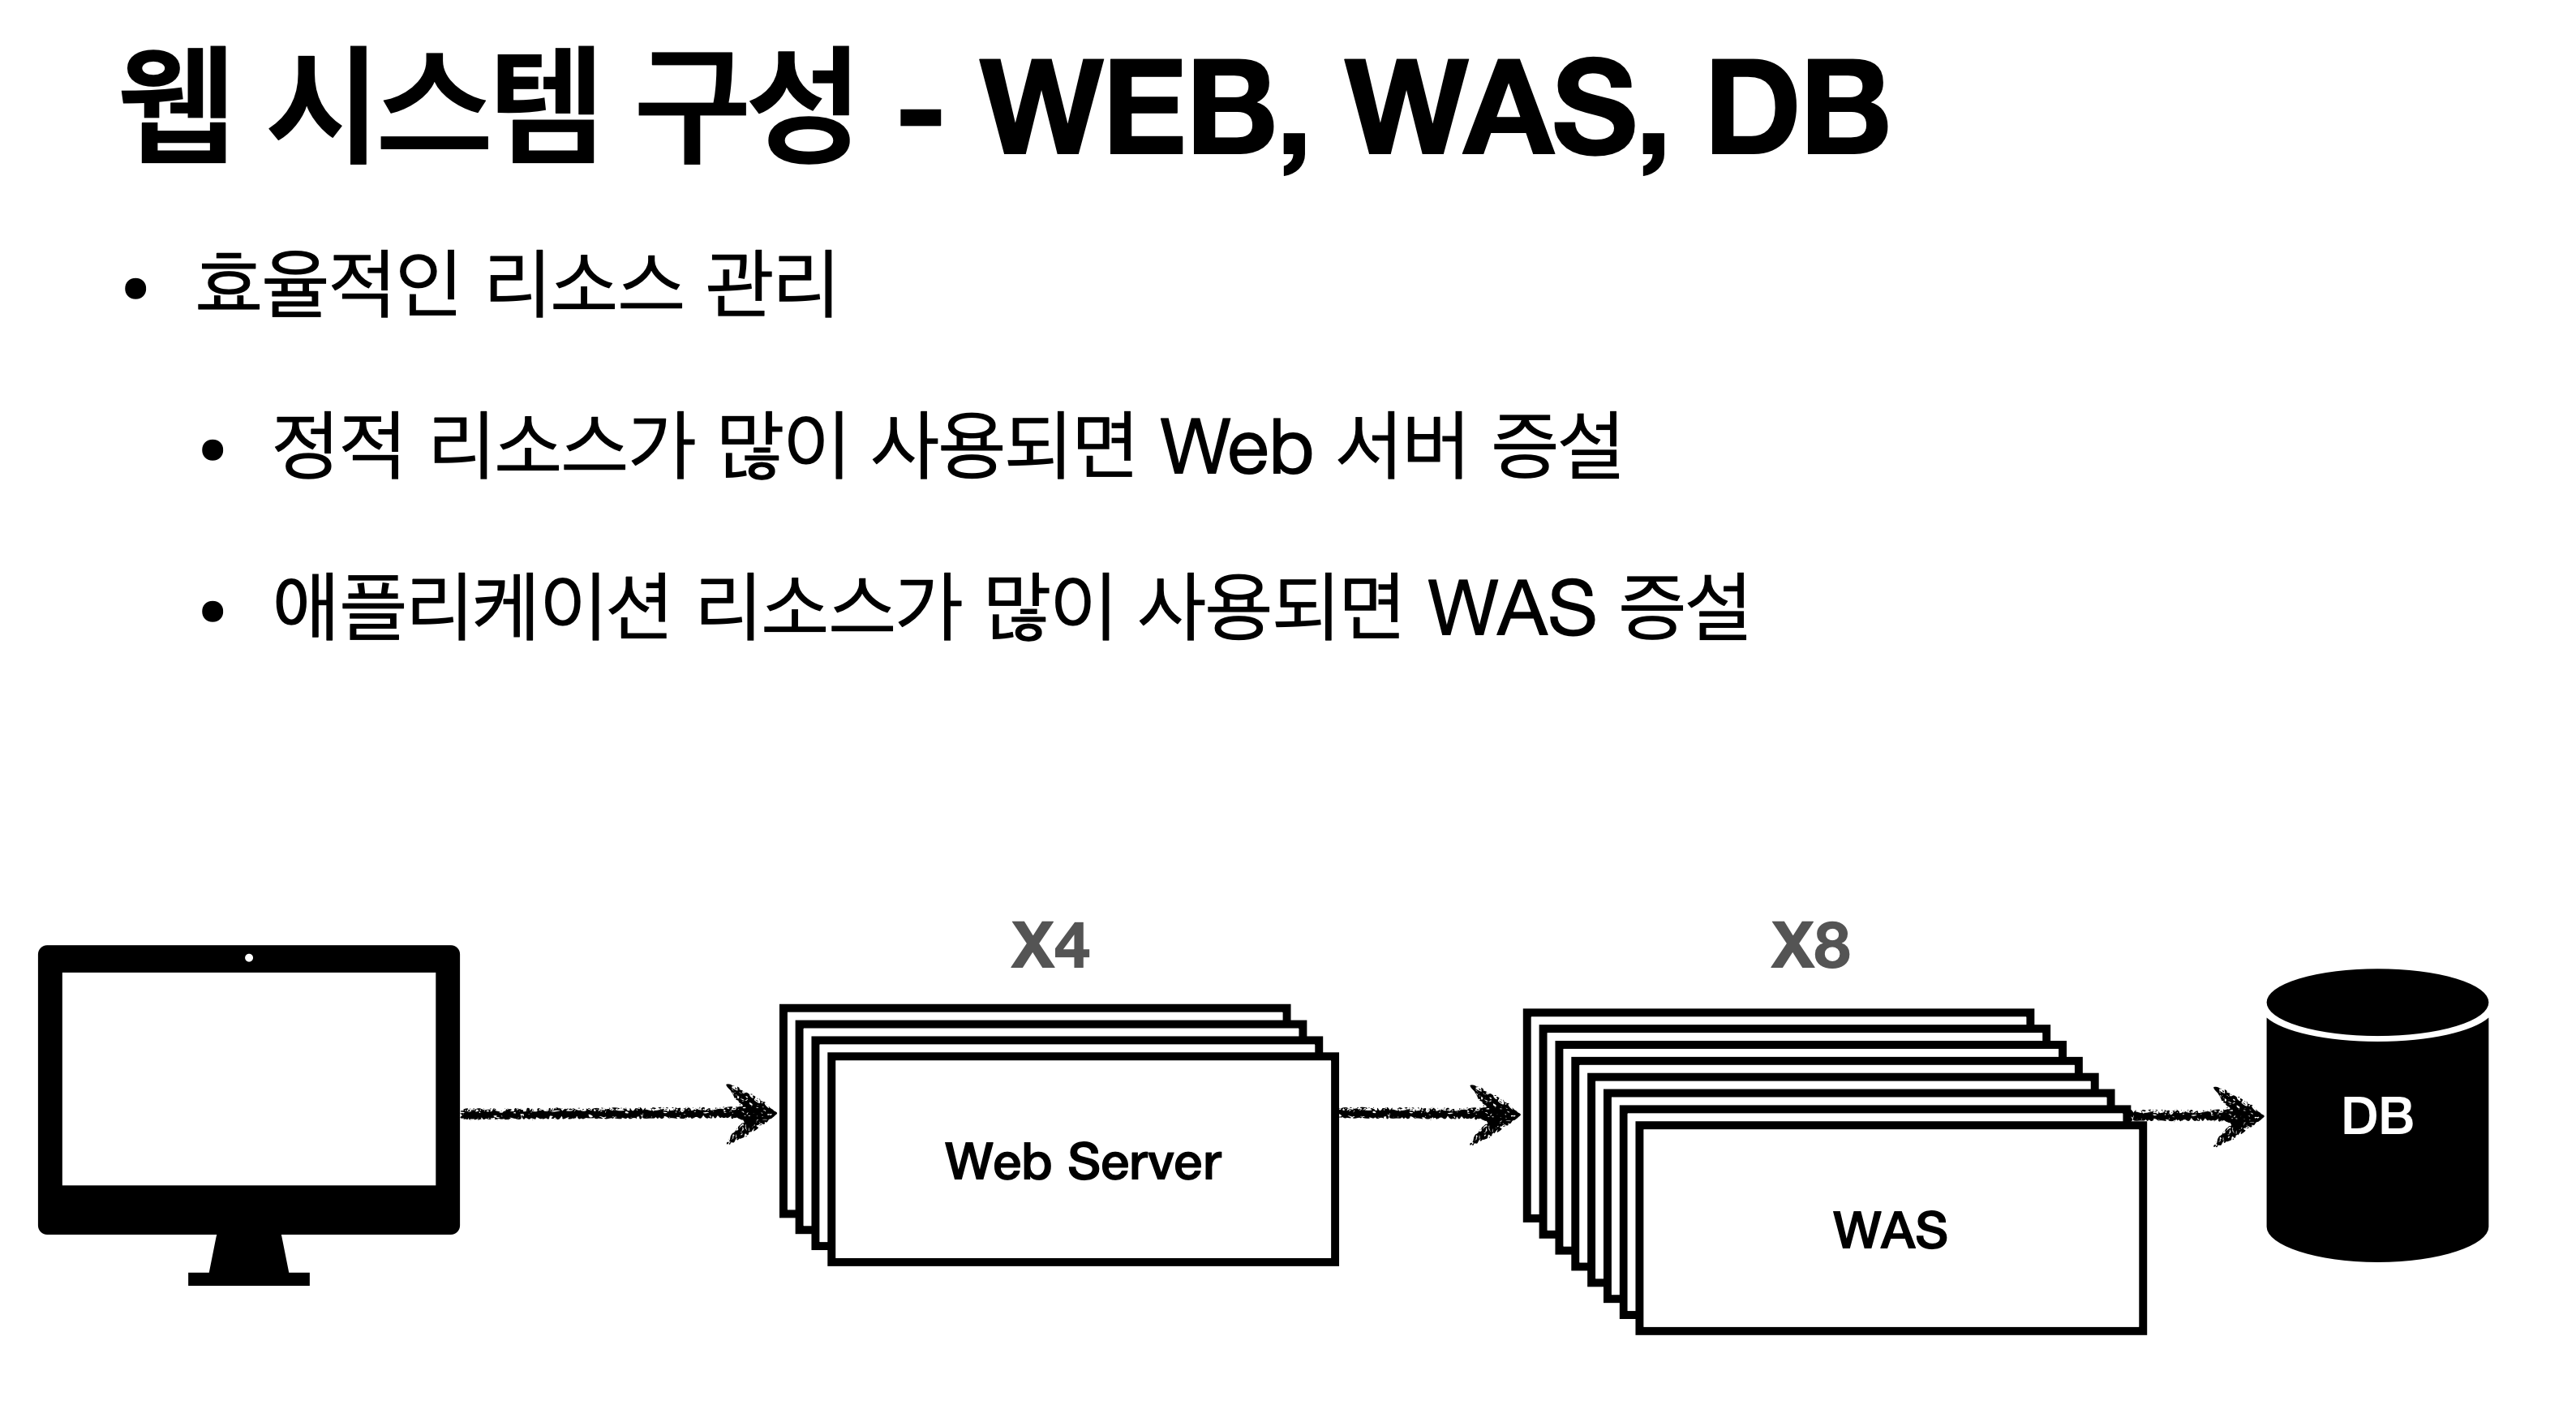 웹 시스템 구성 - WEB, WAS, DB
• 효율적인 리소스 관리
• 정적 리소스가 많이 사용되면 Web 서버 증설
• 애플리케이션 리소스가 많이 사용되면 WAS 증설
X4
X8
Web Server
WAS
DB